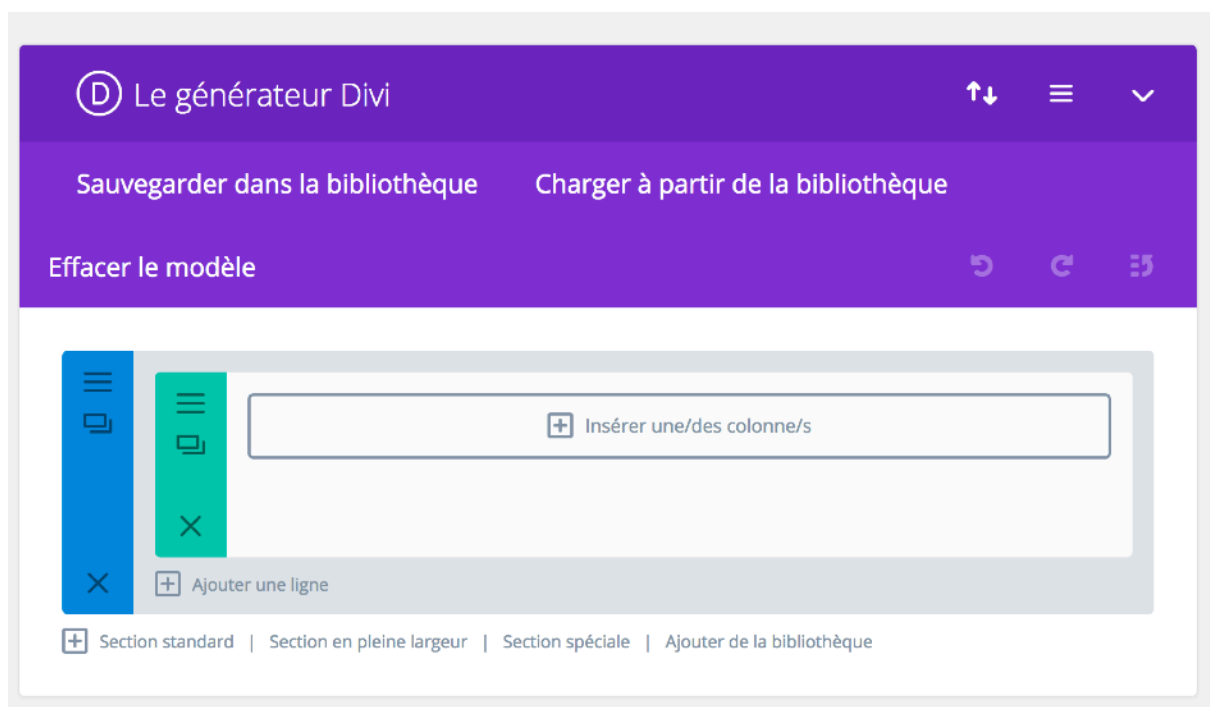 D Le générateur Divi
Sauvegarder dans la bibliothèque Charger à partir de la bibliothèque
Effacer le modèle
Insérer une/des colonne/s
Ajouter une ligne
Section standard | Section en pleine largeur | Section spéciale | Ajouter de la bibliothèque